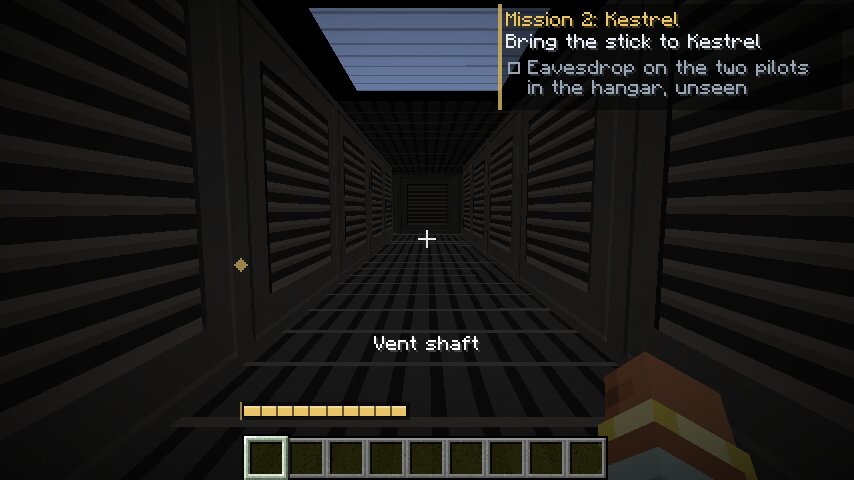 Mission 2: Kestrel
Bring the stick to Kestrel
Eavesdrop on the two pilots
in the hangar, unseen
Vent shaft